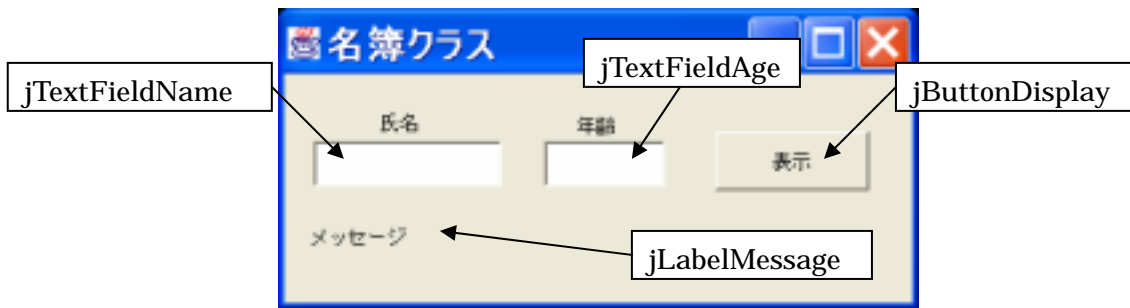 名簿クラス
jTextFieldAge
jTextFieldName
jButtonDisplay
氏名
年齢
表示
メッセージ
jLabelMessage